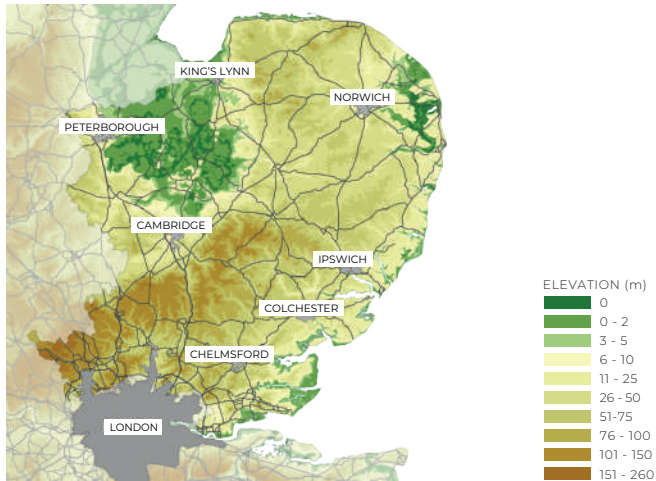 KING'S LYNN
NORWICH
PETERBOROUGH
CAMBRIDGE
IPSWICH
COLCHESTER
CHELMSFORD
LONDON
ELEVATION (m)
0
0 - 2
3 - 5
6 - 10
11 - 25
26 - 50
51-75
76 - 100
101 - 150
151 - 260